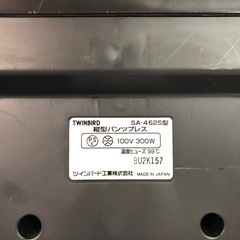 TWINBIRD SA-4625型
縦型パンツプレス
100V 300W
温度ヒューズ 99℃
BU2K157
ツインバード工業株式会社
MADE IN JAPAN